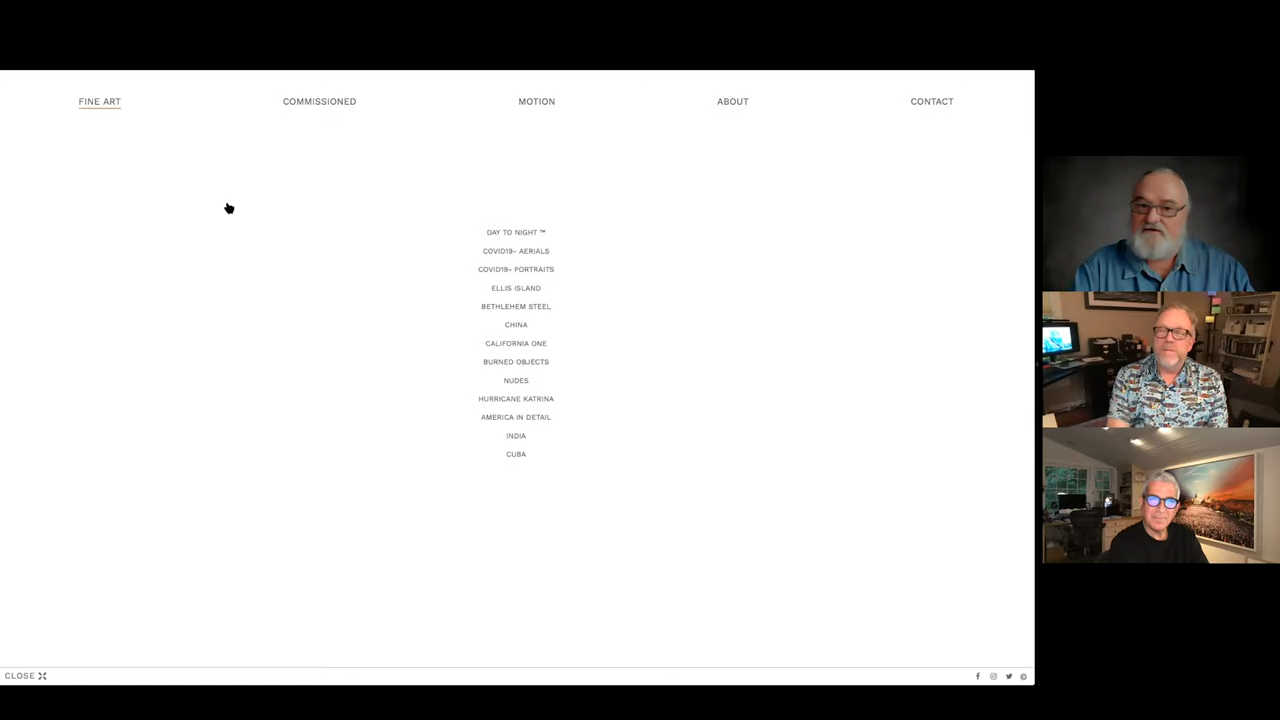 FINE ART
COMMISSIONED
MOTION
ABOUT
CONTACT
DAY TO NIGHT ™
COVID19- AERIALS
COVID19- PORTRAITS
ELLIS ISLAND
BETHLEHEM STEEL
CHINA
CALIFORNIA ONE
BURNED OBJECTS
NUDES
HURRICANE KATRINA
AMERICA IN DETAIL
INDIA
CUBA
CLOSE
©